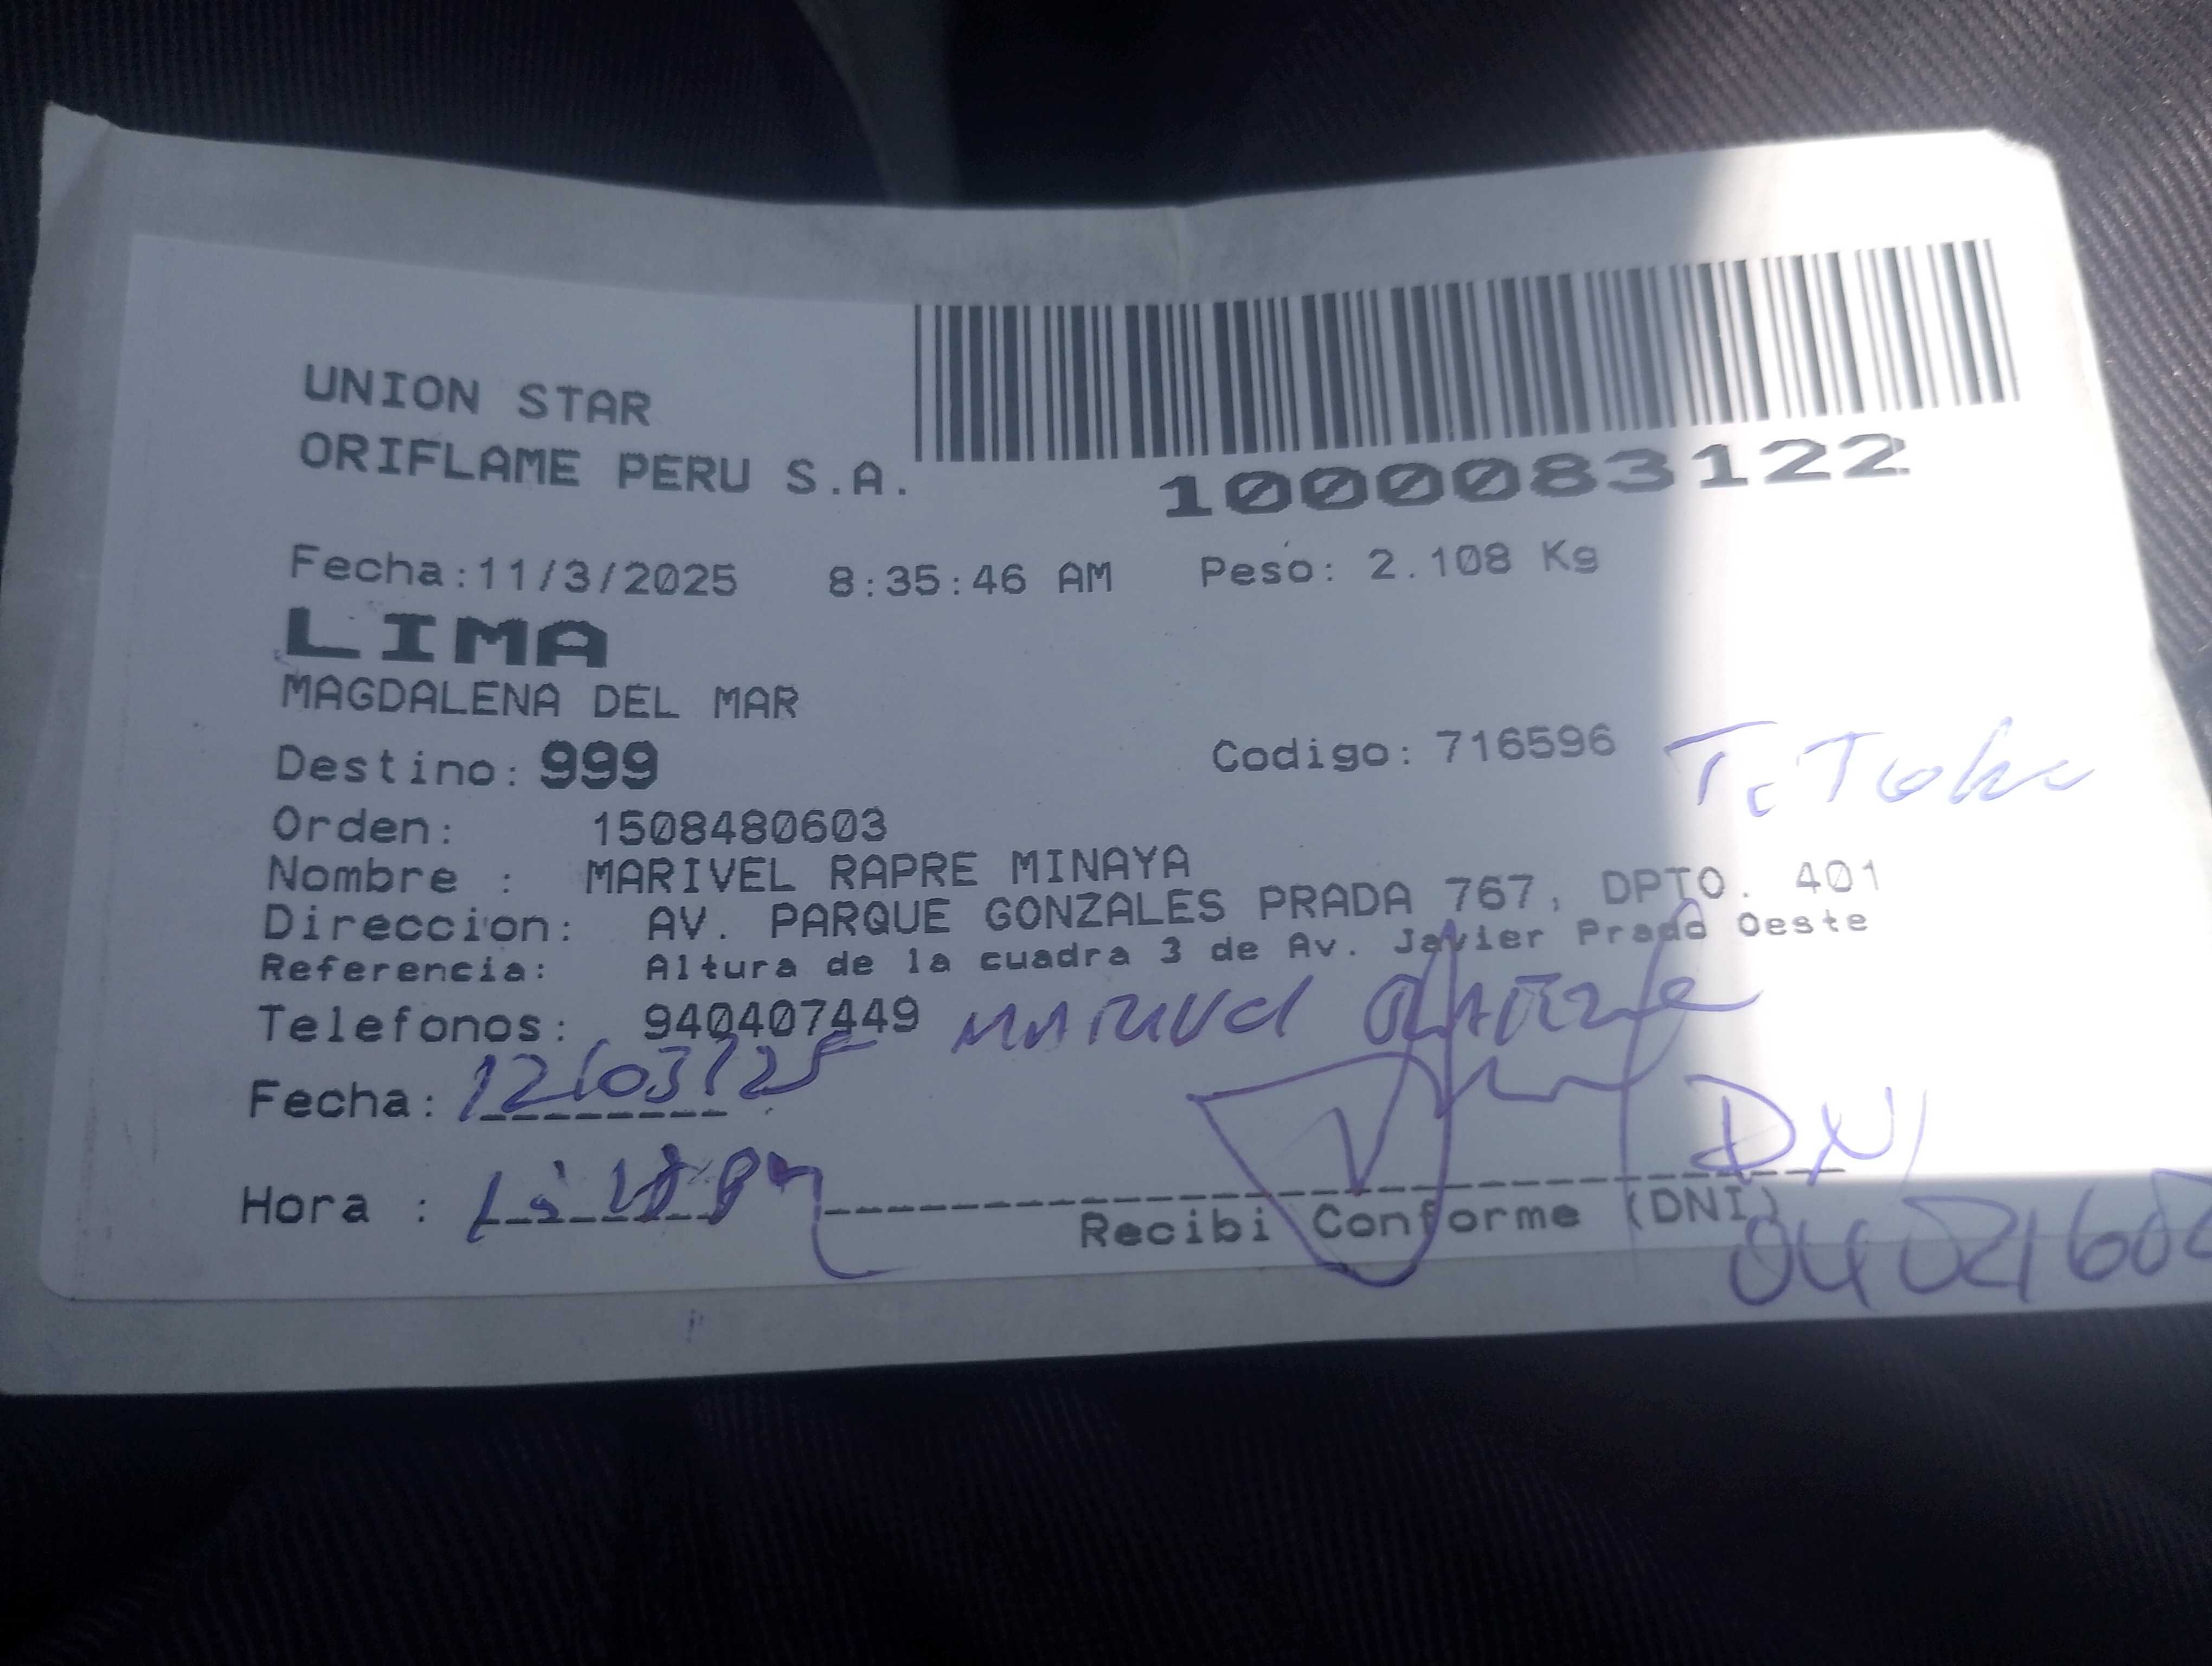 UNION STAR
ORIFLAME PERU S.A.
1000083122
Fecha:11/3/2025 8:35:46 AM Peso: 2.108 Kg
LIMA
MAGDALENA DEL MAR
Destino: 999 Codigo: 716596
Orden: 1508480603
Nombre : MARIVEL RAPRE MINAYA
Direccion: AV. PARQUE GONZALES PRADA 767, DPTO. 401
Referencia: Altura de la cuadra 3 de Av. Javier Prado Oeste
Telefonos: 940407449
Fecha: 12/03/25
DNI
Hora :
Recibi Conforme (DNI)